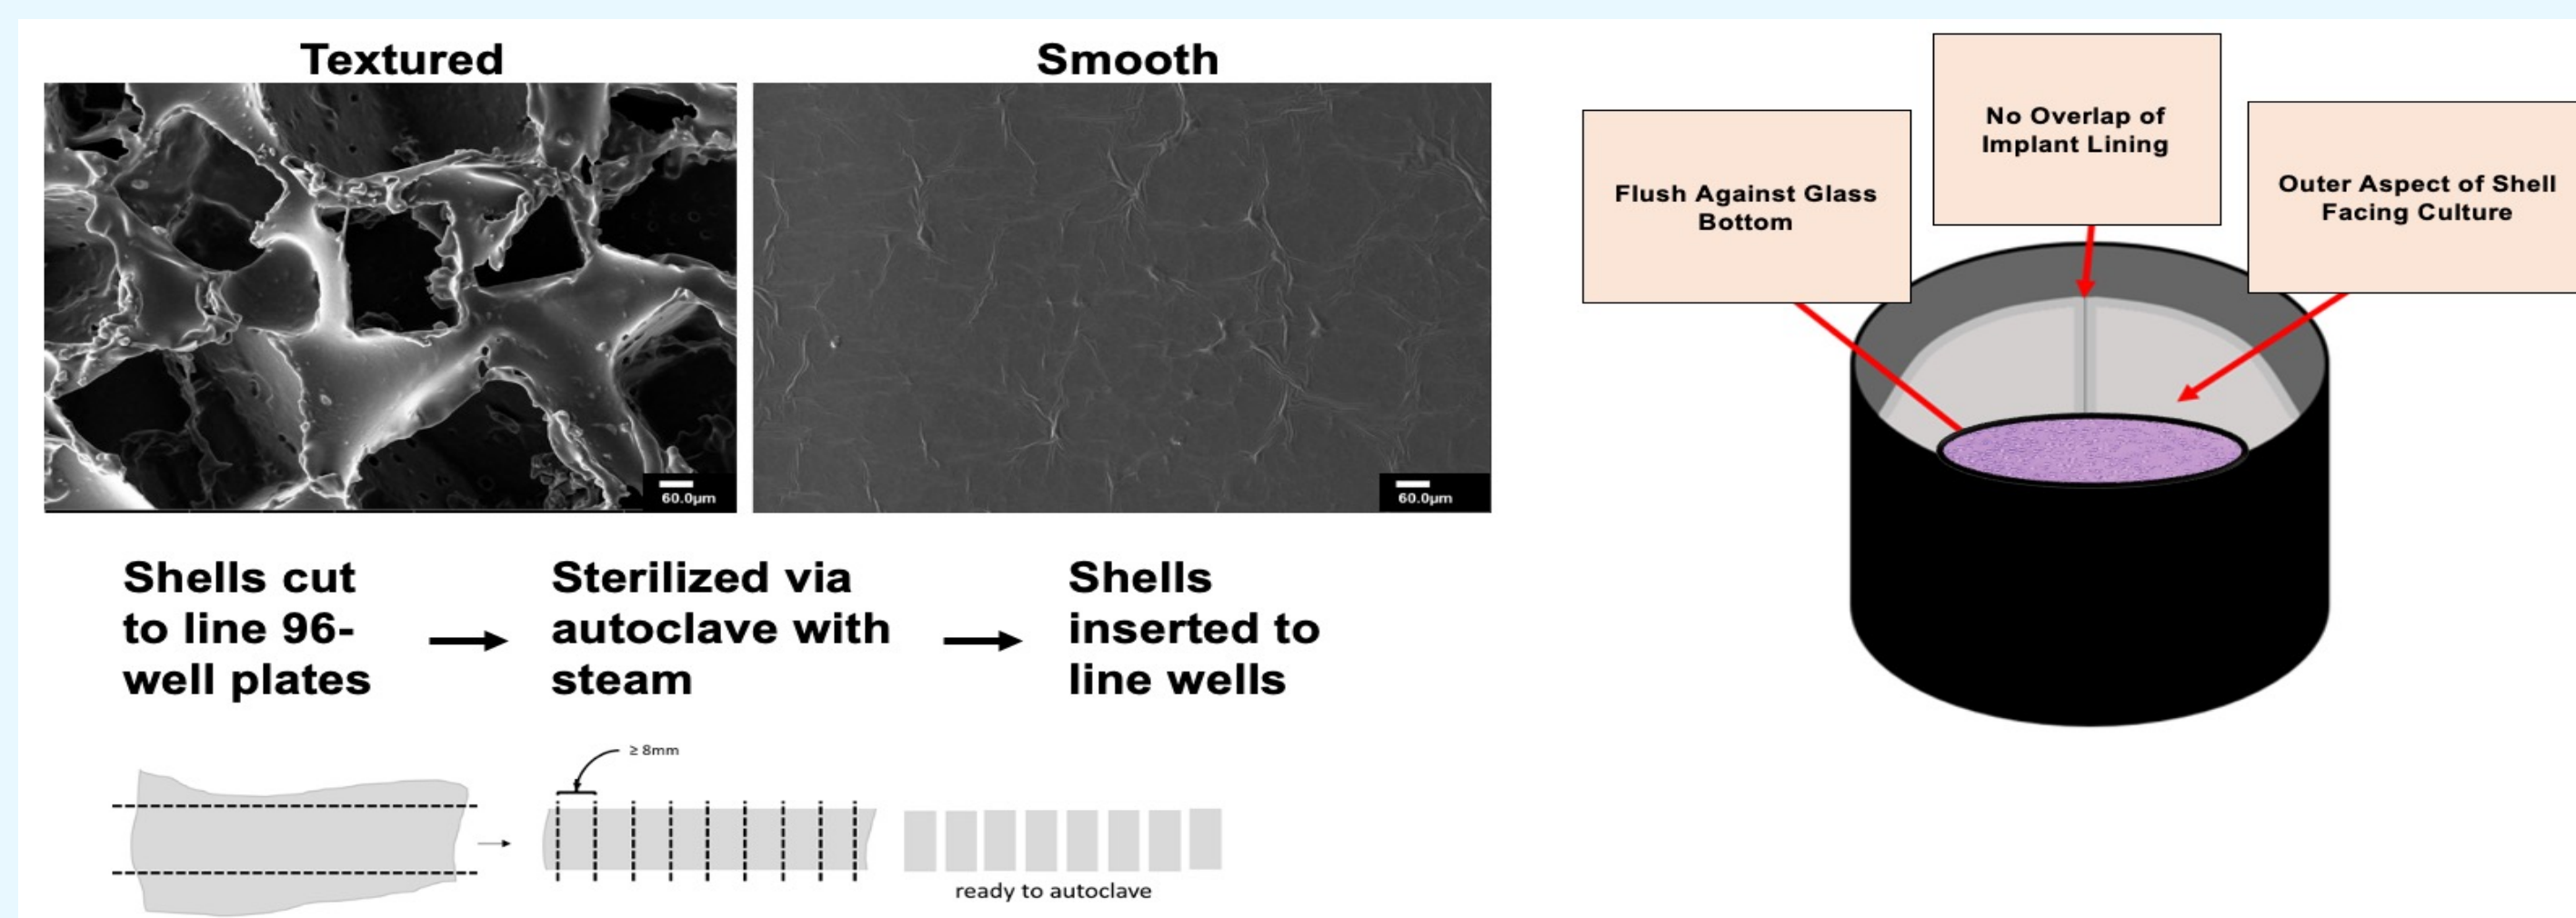 Textured
Smooth
60.0µm
60.0µm
Flush Against Glass
Bottom
No Overlap of
Implant Lining
Outer Aspect of Shell
Facing Culture
Shells cut
to line 96-
well plates
Sterilized via
autoclave with
steam
Shells
inserted to
line wells
≥ 8mm
ready to autoclave